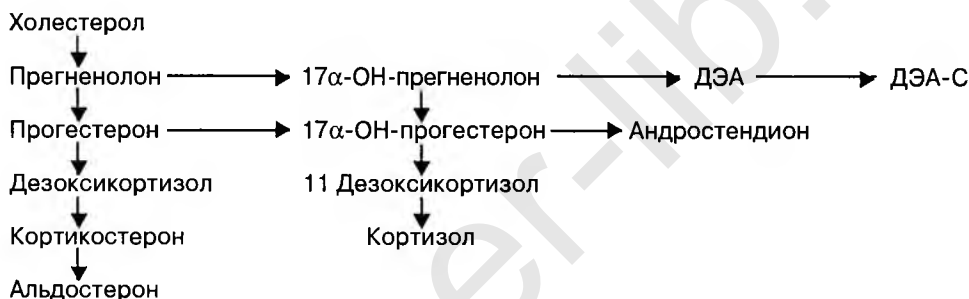 Холестерол
Прегненолон 17α-ОН-прегненолон ДЭА ДЭА-С
Прогестерон 17α-ОН-прогестерон Андростендион
Дезоксикортизол 11 Дезоксикортизол
Кортикостерон Кортизол
Альдостерон